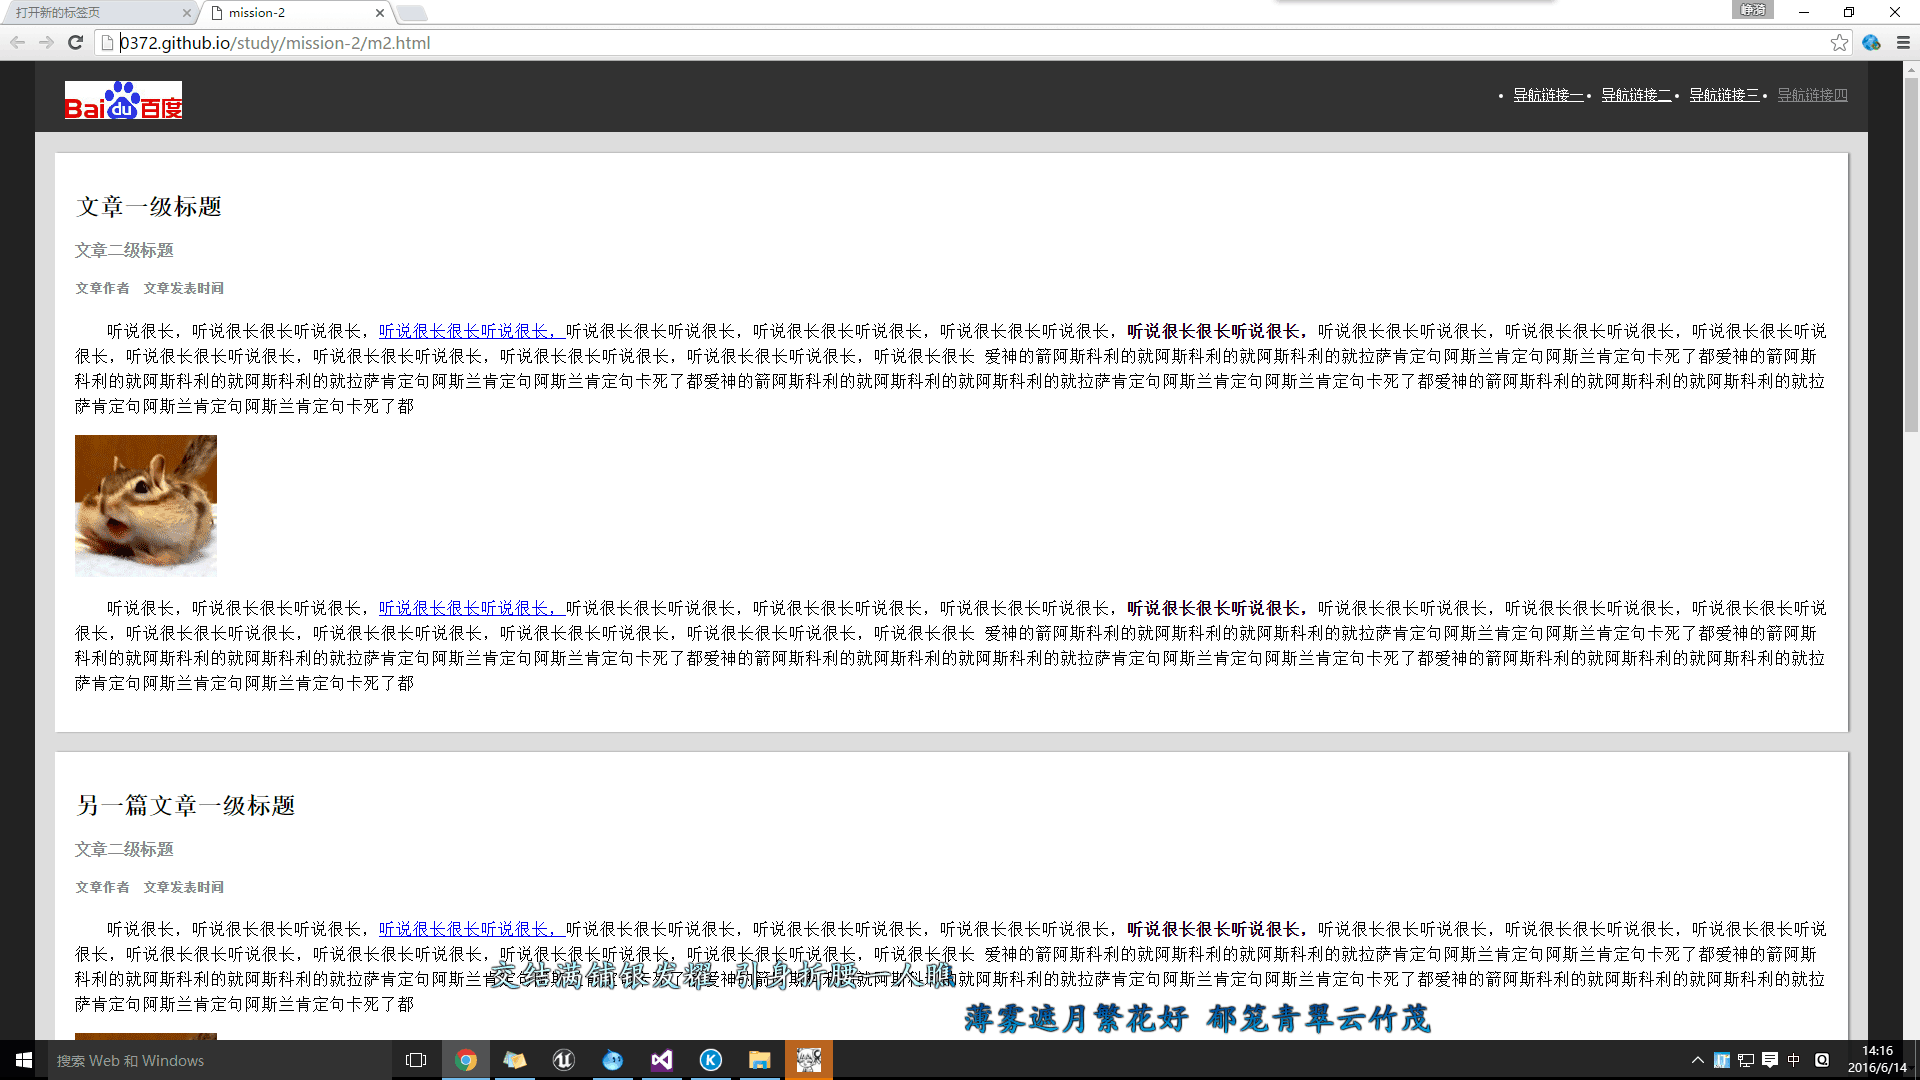 打开新的标签页
mission-2
峥漪
0372.github.io/study/mission-2/m2.html
Bai du 百度
• 导航链接一 • 导航链接二 • 导航链接三 • 导航链接四
文章一级标题
文章二级标题
文章作者 文章发表时间
听说很长，听说很长很长听说很长，听说很长很长听说很长，听说很长很长听说很长，听说很长很长听说很长，听说很长很长听说很长，听说很长很长听说很长，听说很长很长听说很长，听说很长很长听说很长，听说很长很长听说
很长，听说很长很长听说很长，听说很长很长听说很长，听说很长很长听说很长，听说很长很长听说很长，听说很长很长 爱神的箭阿斯科利的就阿斯科利的就阿斯科利的就拉萨肯定句阿斯兰肯定句阿斯兰肯定句卡死了都爱神的箭阿斯
科利的就阿斯科利的就阿斯科利的就拉萨肯定句阿斯兰肯定句阿斯兰肯定句卡死了都爱神的箭阿斯科利的就阿斯科利的就阿斯科利的就拉萨肯定句阿斯兰肯定句阿斯兰肯定句卡死了都爱神的箭阿斯科利的就阿斯科利的就阿斯科利的就拉
萨肯定句阿斯兰肯定句阿斯兰肯定句卡死了都
听说很长，听说很长很长听说很长，听说很长很长听说很长，听说很长很长听说很长，听说很长很长听说很长，听说很长很长听说很长，听说很长很长听说很长，听说很长很长听说很长，听说很长很长听说很长，听说很长很长听说
很长，听说很长很长听说很长，听说很长很长听说很长，听说很长很长听说很长，听说很长很长听说很长，听说很长很长 爱神的箭阿斯科利的就阿斯科利的就阿斯科利的就拉萨肯定句阿斯兰肯定句阿斯兰肯定句卡死了都爱神的箭阿斯
科利的就阿斯科利的就阿斯科利的就拉萨肯定句阿斯兰肯定句阿斯兰肯定句卡死了都爱神的箭阿斯科利的就阿斯科利的就阿斯科利的就拉萨肯定句阿斯兰肯定句阿斯兰肯定句卡死了都爱神的箭阿斯科利的就阿斯科利的就阿斯科利的就拉
萨肯定句阿斯兰肯定句阿斯兰肯定句卡死了都
另一篇文章一级标题
文章二级标题
文章作者 文章发表时间
听说很长，听说很长很长听说很长，听说很长很长听说很长，听说很长很长听说很长，听说很长很长听说很长，听说很长很长听说很长，听说很长很长听说很长，听说很长很长听说很长，听说很长很长听说很长，听说很长很长听说
很长，听说很长很长听说很长，听说很长很长听说很长，听说很长很长听说很长，听说很长很长听说很长，听说很长很长 爱神的箭阿斯科利的就阿斯科利的就阿斯科利的就拉萨肯定句阿斯兰肯定句阿斯兰肯定句卡死了都爱神的箭阿斯
科利的就阿斯科利的就阿斯科利的就拉萨肯定句阿斯兰肯定句阿斯兰肯定句卡死了都爱神的箭阿斯科利的就阿斯科利的就阿斯科利的就拉萨肯定句阿斯兰肯定句阿斯兰肯定句卡死了都爱神的箭阿斯科利的就阿斯科利的就阿斯科利的就拉
萨肯定句阿斯兰肯定句阿斯兰肯定句卡死了都
交结满铺银发耀 引身折腰一人瞧
薄雾遮月繁花好 郁笼青翠云竹茂
搜索 Web 和 Windows
中
14:16
2016/6/14